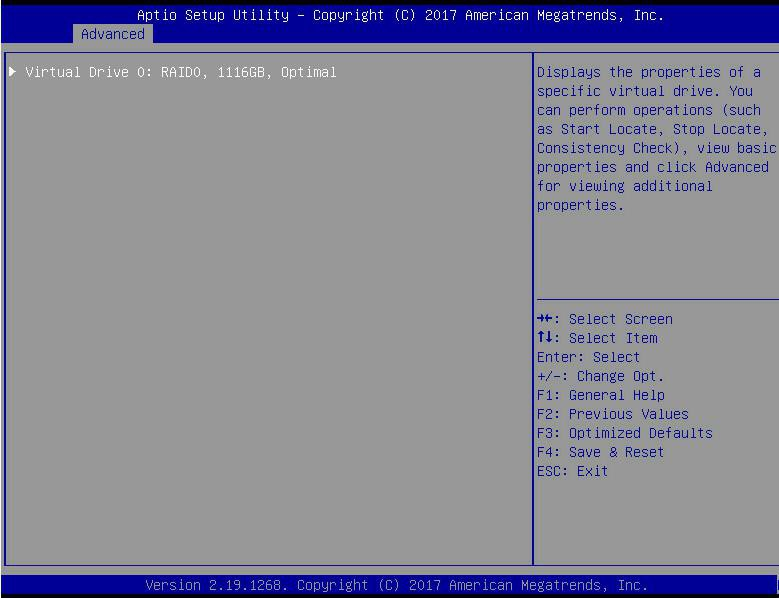 Aptio Setup Utility – Copyright (C) 2017 American Megatrends, Inc.
Advanced
▶ Virtual Drive 0: RAID0, 1116GB, Optimal
Displays the properties of a
specific virtual drive. You
can perform operations (such
as Start Locate, Stop Locate,
Consistency Check), view basic
properties and click Advanced
for viewing additional
properties.
→←: Select Screen
↑↓: Select Item
Enter: Select
+/-: Change Opt.
F1: General Help
F2: Previous Values
F3: Optimized Defaults
F4: Save & Reset
ESC: Exit
Version 2.19.1268. Copyright (C) 2017 American Megatrends, Inc.